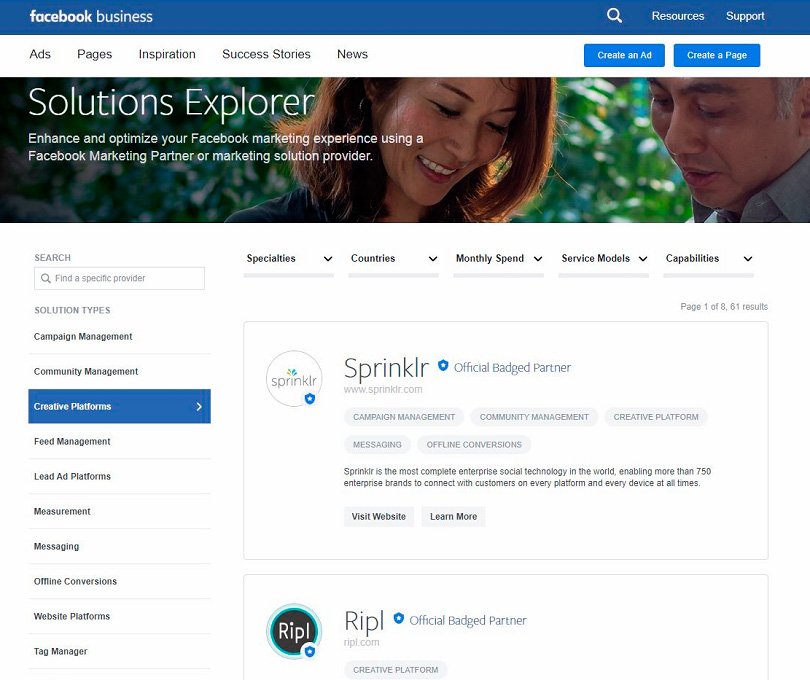 facebook business
Resources
Support
Ads
Pages
Inspiration
Success Stories
News
Create an Ad
Create a Page
Solutions Explorer
Enhance and optimize your Facebook marketing experience using a
Facebook Marketing Partner or marketing solution provider.
SEARCH
Find a specific provider
SOLUTION TYPES
Campaign Management
Community Management
Creative Platforms
Feed Management
Lead Ad Platforms
Measurement
Messaging
Offline Conversions
Website Platforms
Tag Manager
Specialties
Countries
Monthly Spend
Service Models
Capabilities
Page 1 of 8, 61 results
sprinklr
Sprinklr
Official Badged Partner
www.sprinklr.com
CAMPAIGN MANAGEMENT
COMMUNITY MANAGEMENT
CREATIVE PLATFORM
MESSAGING
OFFLINE CONVERSIONS
Sprinklr is the most complete enterprise social technology in the world, enabling more than 750
enterprise brands to connect with customers on every platform and every device at all times.
Visit Website
Learn More
Ripl
Ripl
Official Badged Partner
ripl.com
CREATIVE PLATFORM